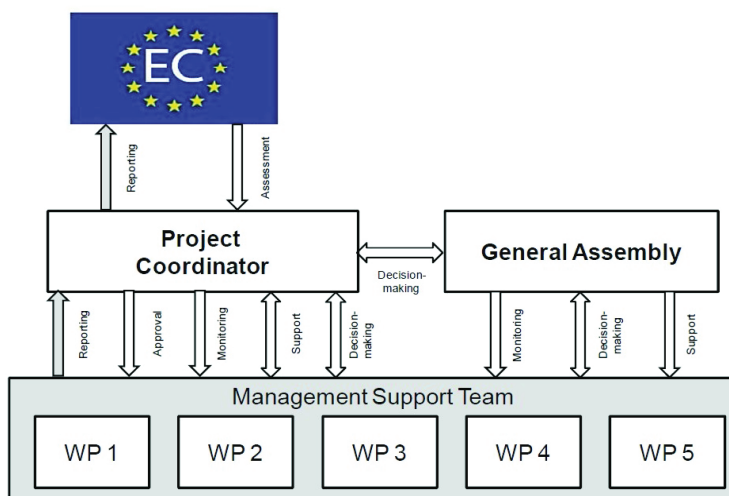 EC
Reporting
Assessment
Project
Coordinator
General Assembly
Decision-
making
Reporting
Approval
Monitoring
Support
Decision-
making
Monitoring
Decision-
making
Support
Management Support Team
WP 1
WP 2
WP 3
WP 4
WP 5